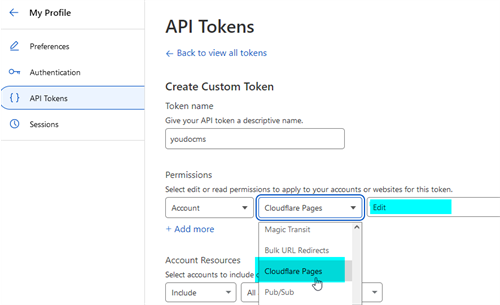 My Profile
Preferences
Authentication
{ } API Tokens
Sessions
API Tokens
← Back to view all tokens
Create Custom Token
Token name
Give your API token a descriptive name.
youdocms
Permissions
Select edit or read permissions to apply to your accounts or websites for this token.
Account
Cloudflare Pages
Edit
+ Add more
Magic Transit
Bulk URL Redirects
Cloudflare Pages
Pub/Sub
Account Resources
Select accounts to include
Include
All